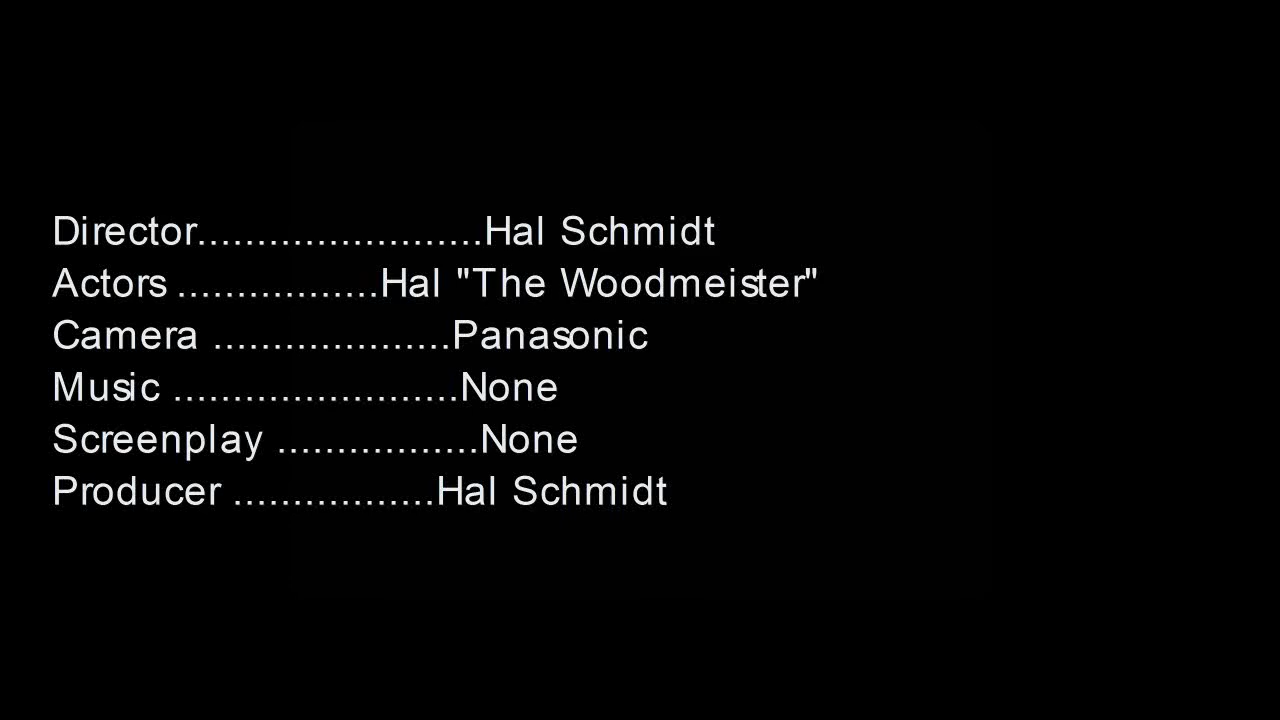 Director........................Hal Schmidt
Actors .................Hal "The Woodmeister"
Camera ....................Panasonic
Music ........................None
Screenplay .................None
Producer .................Hal Schmidt